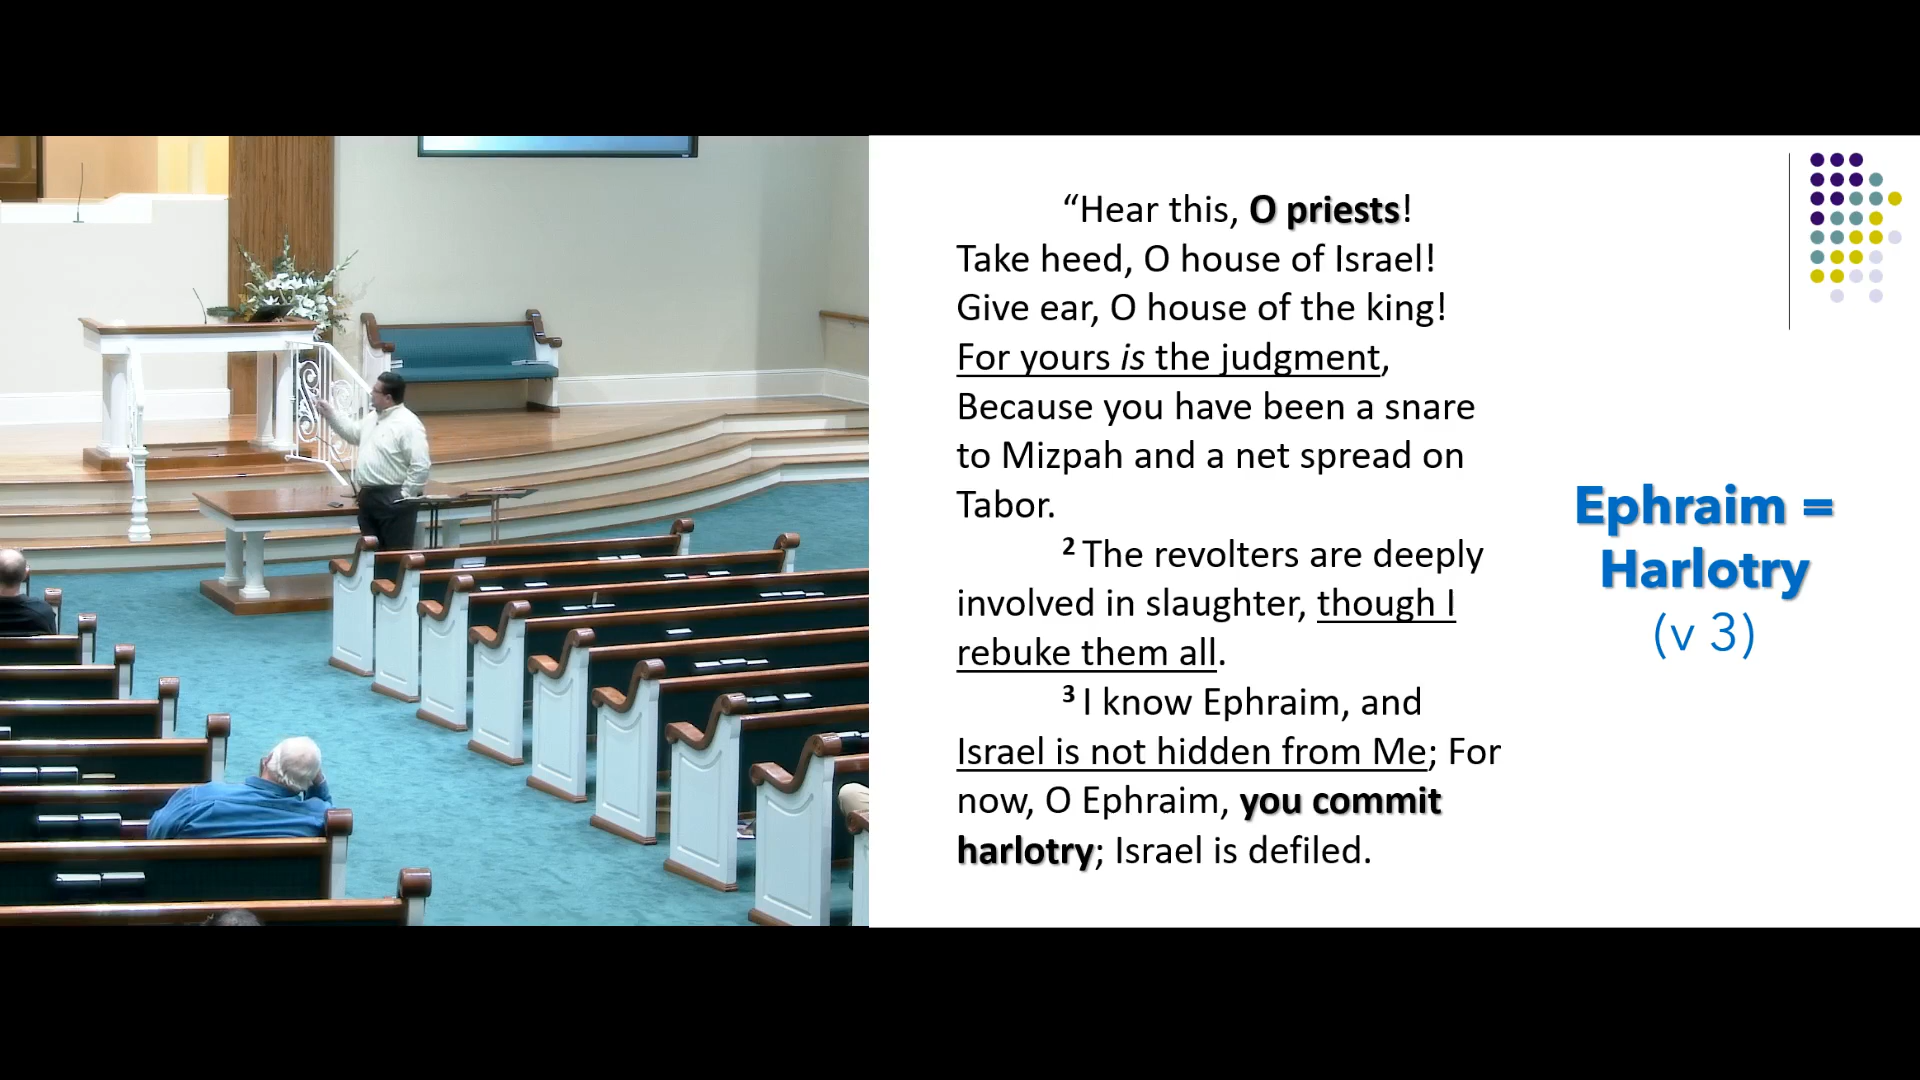 “Hear this, O priests!
Take heed, O house of Israel!
Give ear, O house of the king!
For yours is the judgment,
Because you have been a snare
to Mizpah and a net spread on
Tabor.
2 The revolters are deeply
involved in slaughter, though I
rebuke them all.
3 I know Ephraim, and
Israel is not hidden from Me; For
now, O Ephraim, you commit
harlotry; Israel is defiled.
Ephraim =
Harlotry
(v 3)